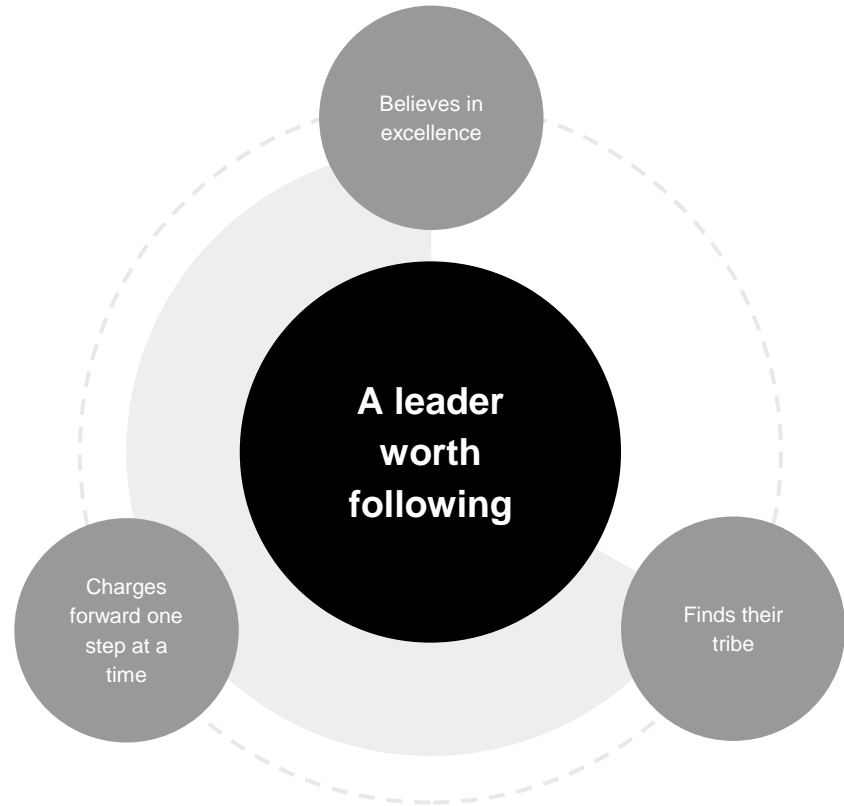 Believes in
excellence
A leader
worth
following
Charges
forward one
step at a
time
Finds their
tribe